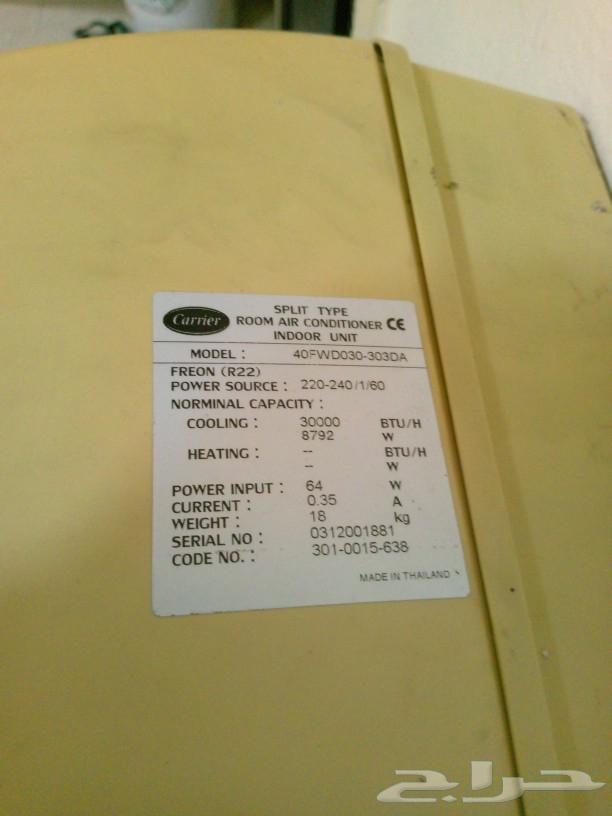 Carrier
SPLIT TYPE
ROOM AIR CONDITIONER CE
INDOOR UNIT
MODEL : 40FWD030-303DA
FREON (R22)
POWER SOURCE : 220-240/1/60
NORMINAL CAPACITY :
COOLING : 30000 BTU/H
8792 W
HEATING : -- BTU/H
-- W
POWER INPUT : 64 W
CURRENT : 0.35 A
WEIGHT : 18 kg
SERIAL NO : 0312001881
CODE NO. : 301-0015-638
MADE IN THAILAND
حراج